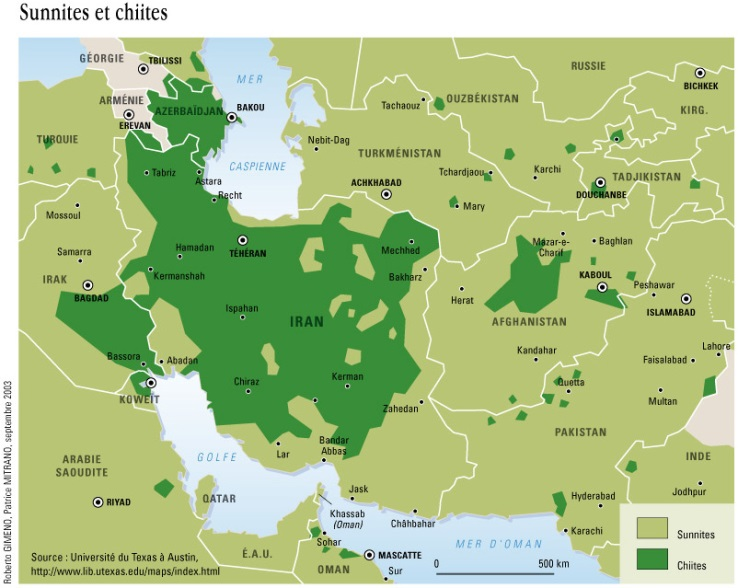 Sunnites et chiites
GÉORGIE
TBILISSI
MER
RUSSIE
BICHKEK
ARMÉNIE
EREVAN
AZERBAÏDJAN
BAKOU
Tachaouz
OUZBÉKISTAN
KIRG.
TURQUIE
Nebit-Dag
TURKMÉNISTAN
CASPIENNE
Tabriz
Astara
Recht
ACHKHABAD
Tchardjaou
Karchi
TADJIKISTAN
DOUCHANBE
Mary
Mossoul
Samarra
Hamadan
TÉHÉRAN
Mechhed
Mazar-e-
Charif
Baghlan
Kermanshah
IRAK
BAGDAD
Bakharz
Herat
KABOUL
Peshawar
ISLAMABAD
Ispahan
IRAN
AFGHANISTAN
Bassora
Abadan
Kandahar
Faisalabad
Lahore
KOWEÏT
Chiraz
Kerman
Zahedan
Quetta
Multan
PAKISTAN
ARABIE
SAOUDITE
GOLFE
Lar
Bandar
Abbas
INDE
RIYAD
QATAR
Jask
Khassab
(Oman)
Châhbahar
Hyderabad
Jodhpur
Karachi
Sohar
É.A.U.
MASCATTE
MER D'OMAN
OMAN
Sur
0 500 km
Sunnites
Chiites
Source : Université du Texas à Austin,
http://www.lib.utexas.edu/maps/index.html
Roberto GIMENO, Patrice MITRANO, septembre 2003